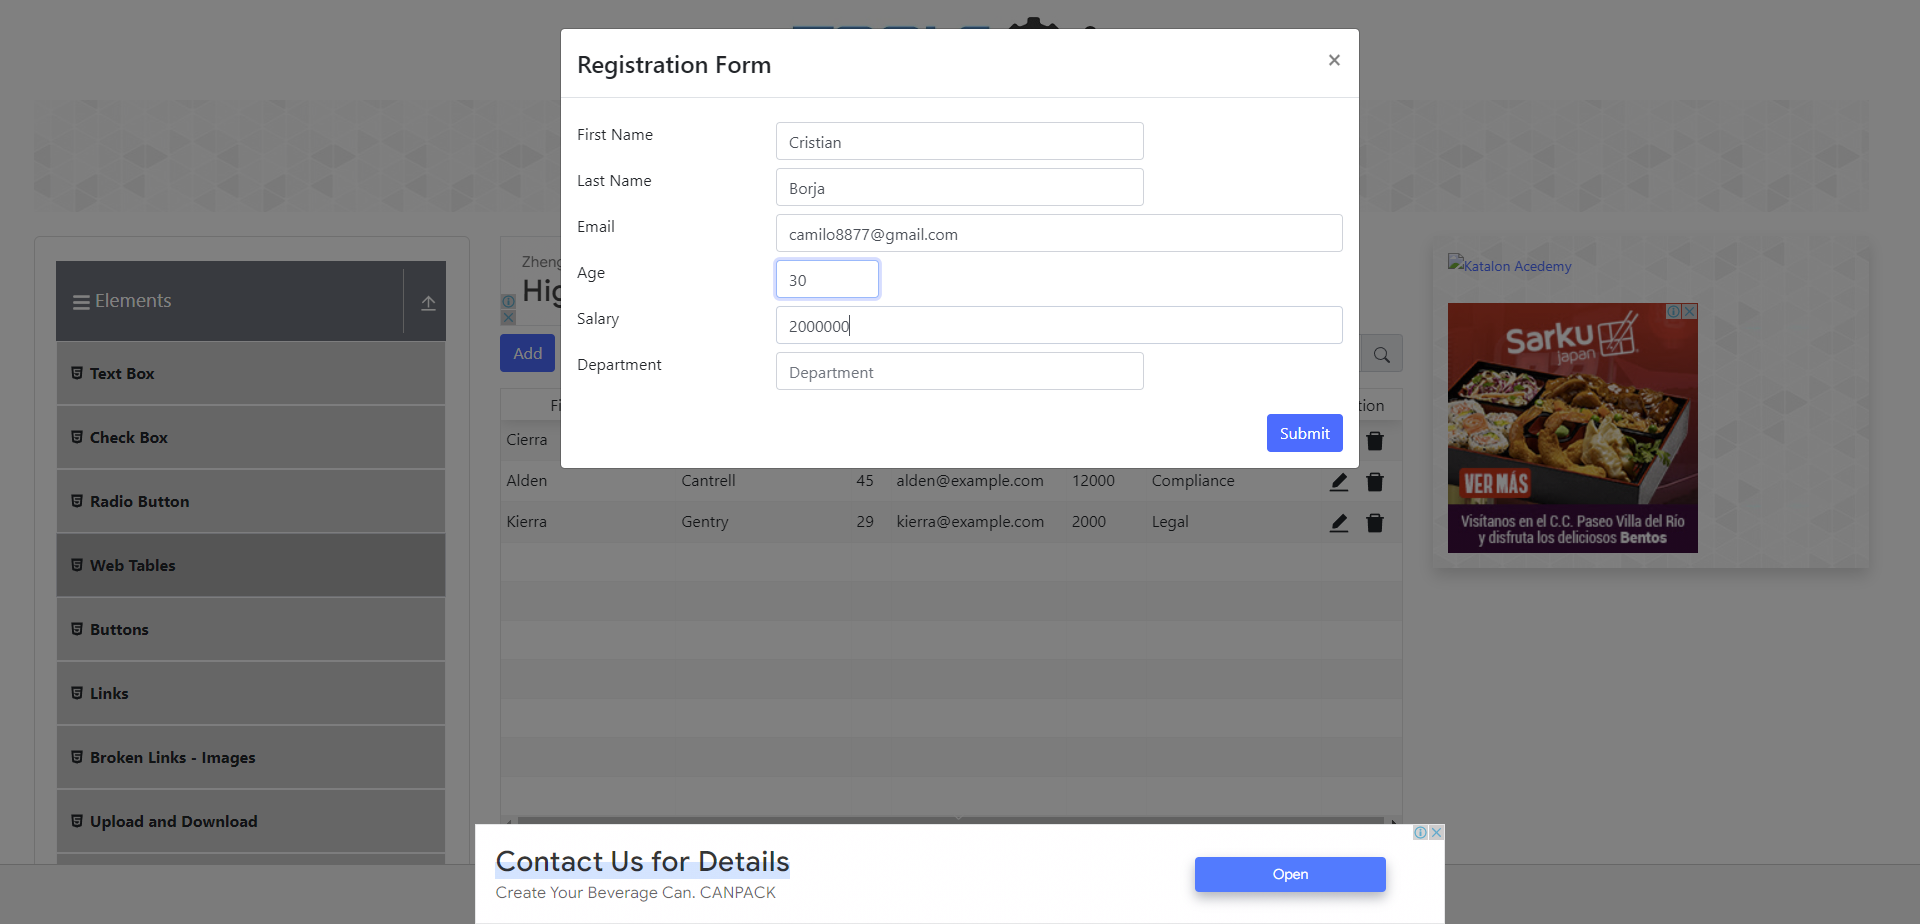 Registration Form
×
First Name
Cristian
Last Name
Borja
Email
camilo8877@gmail.com
Age
30
Salary
2000000
Department
Department
Submit
Elements
Text Box
Check Box
Radio Button
Web Tables
Buttons
Links
Broken Links - Images
Upload and Download
Zheng
Hig
Add
Fi
tion
Cierra
Alden Cantrell 45 alden@example.com 12000 Compliance
Kierra Gentry 29 kierra@example.com 2000 Legal
Katalon Acedemy
Sarku
japan
VER MÁS
Visítanos en el C.C. Paseo Villa del Río
y disfruta los deliciosos Bentos
Contact Us for Details
Create Your Beverage Can. CANPACK
Open